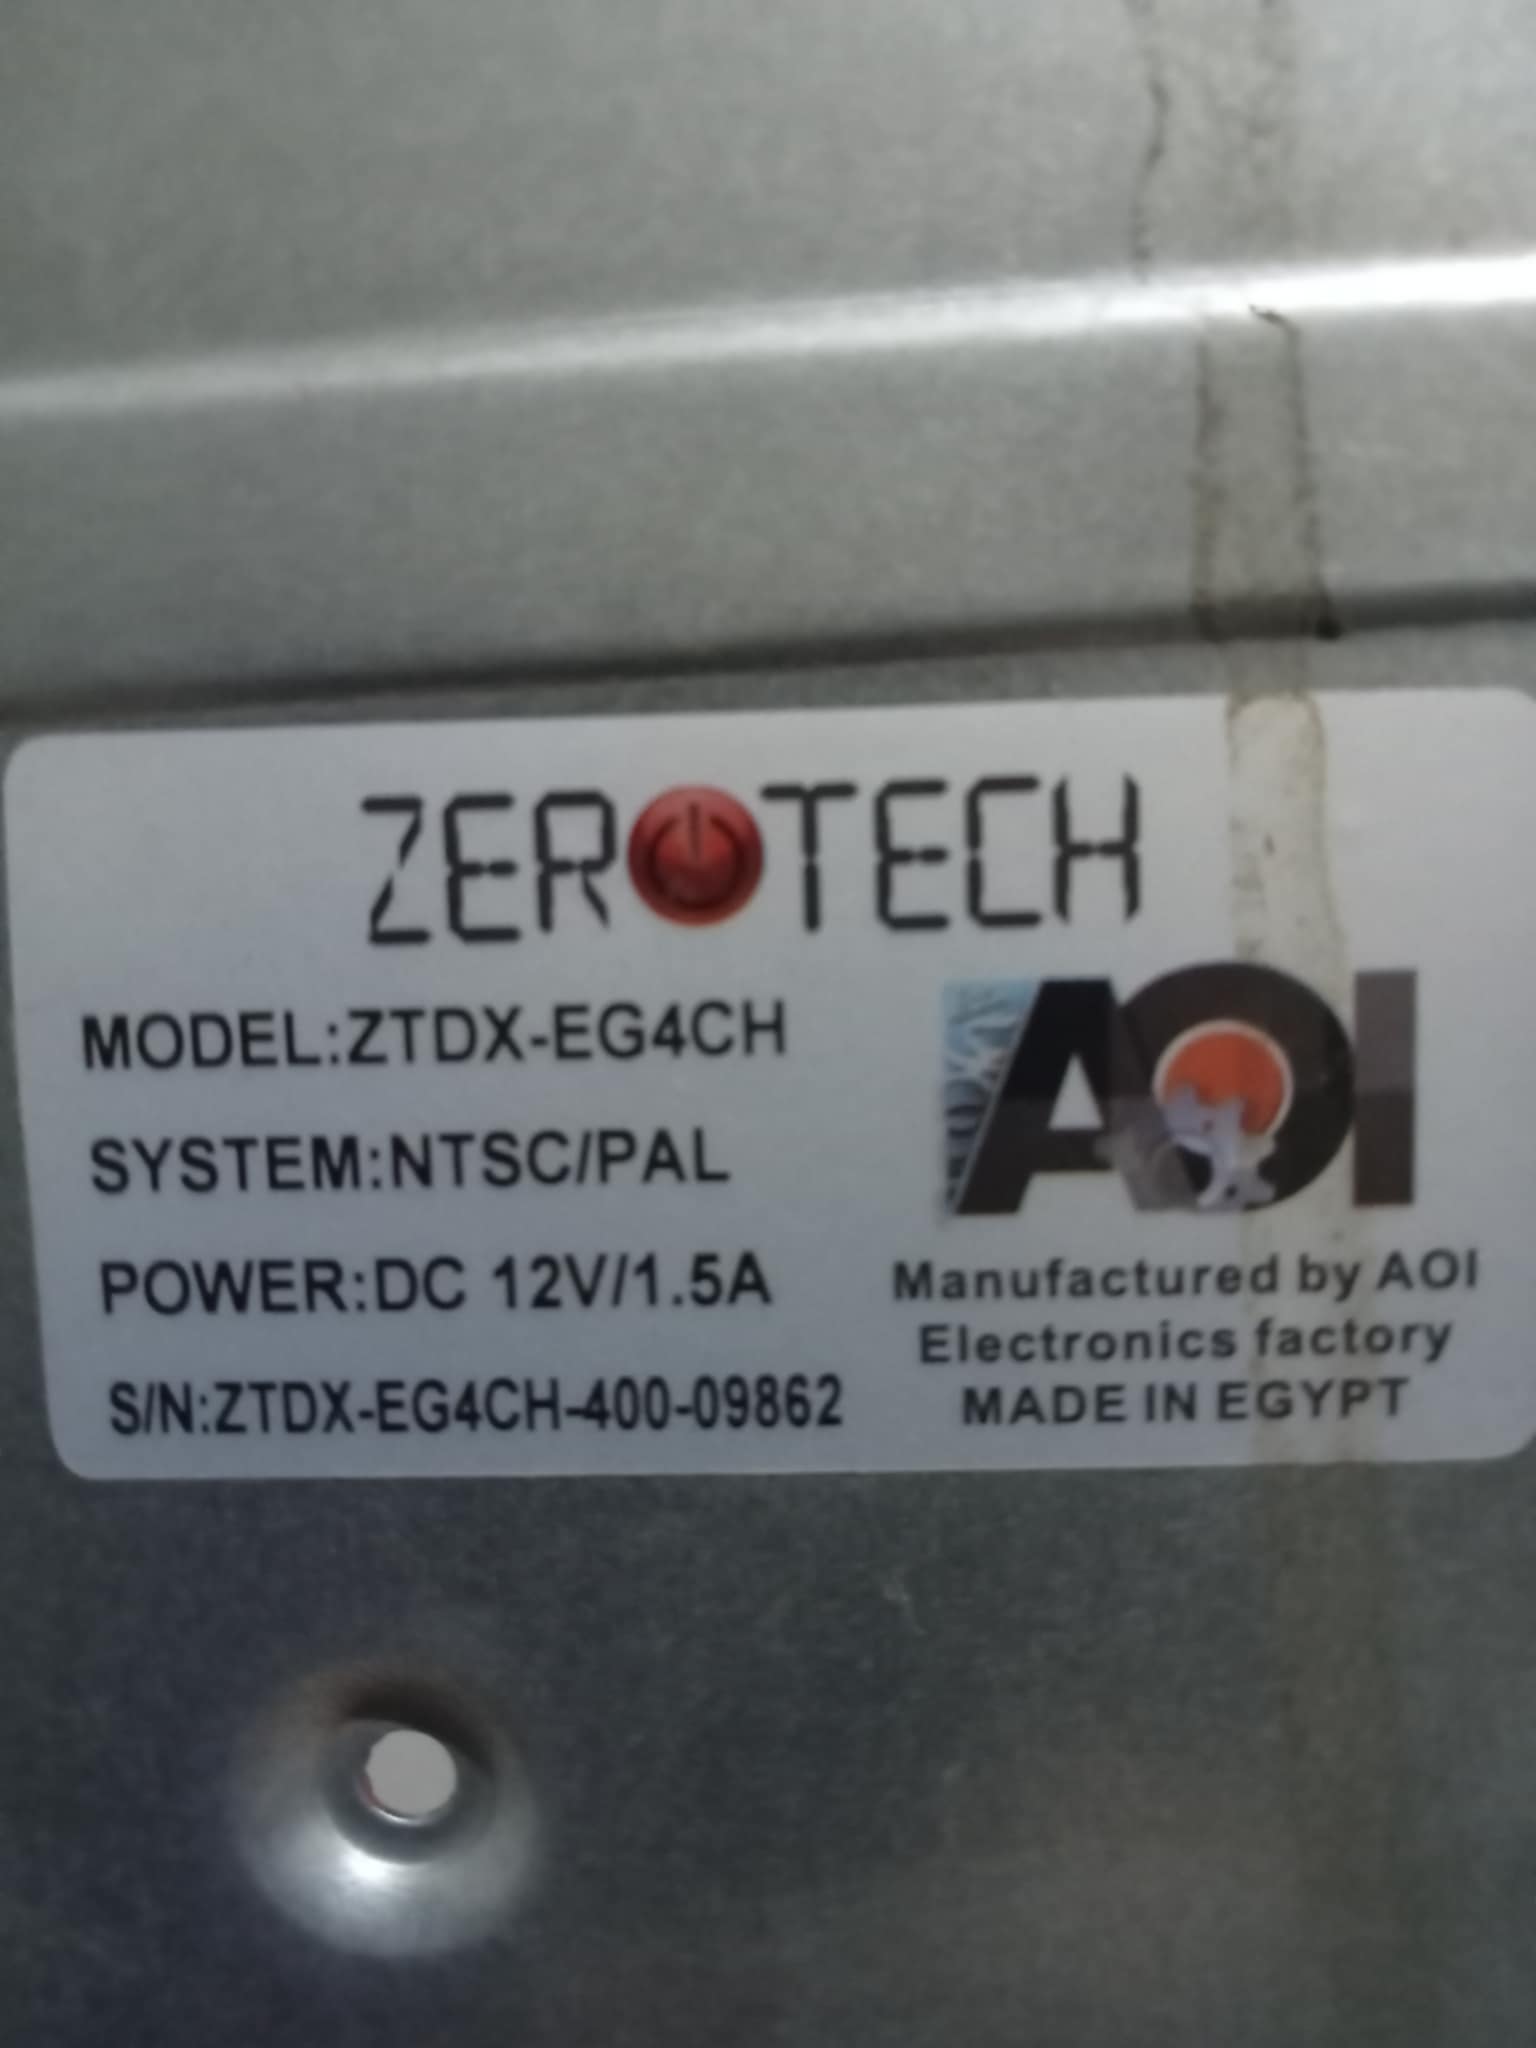 ZEROTECH
MODEL:ZTDX-EG4CH
SYSTEM:NTSC/PAL
POWER:DC 12V/1.5A
S/N:ZTDX-EG4CH-400-09862
AOI
Manufactured by AOI
Electronics factory
MADE IN EGYPT